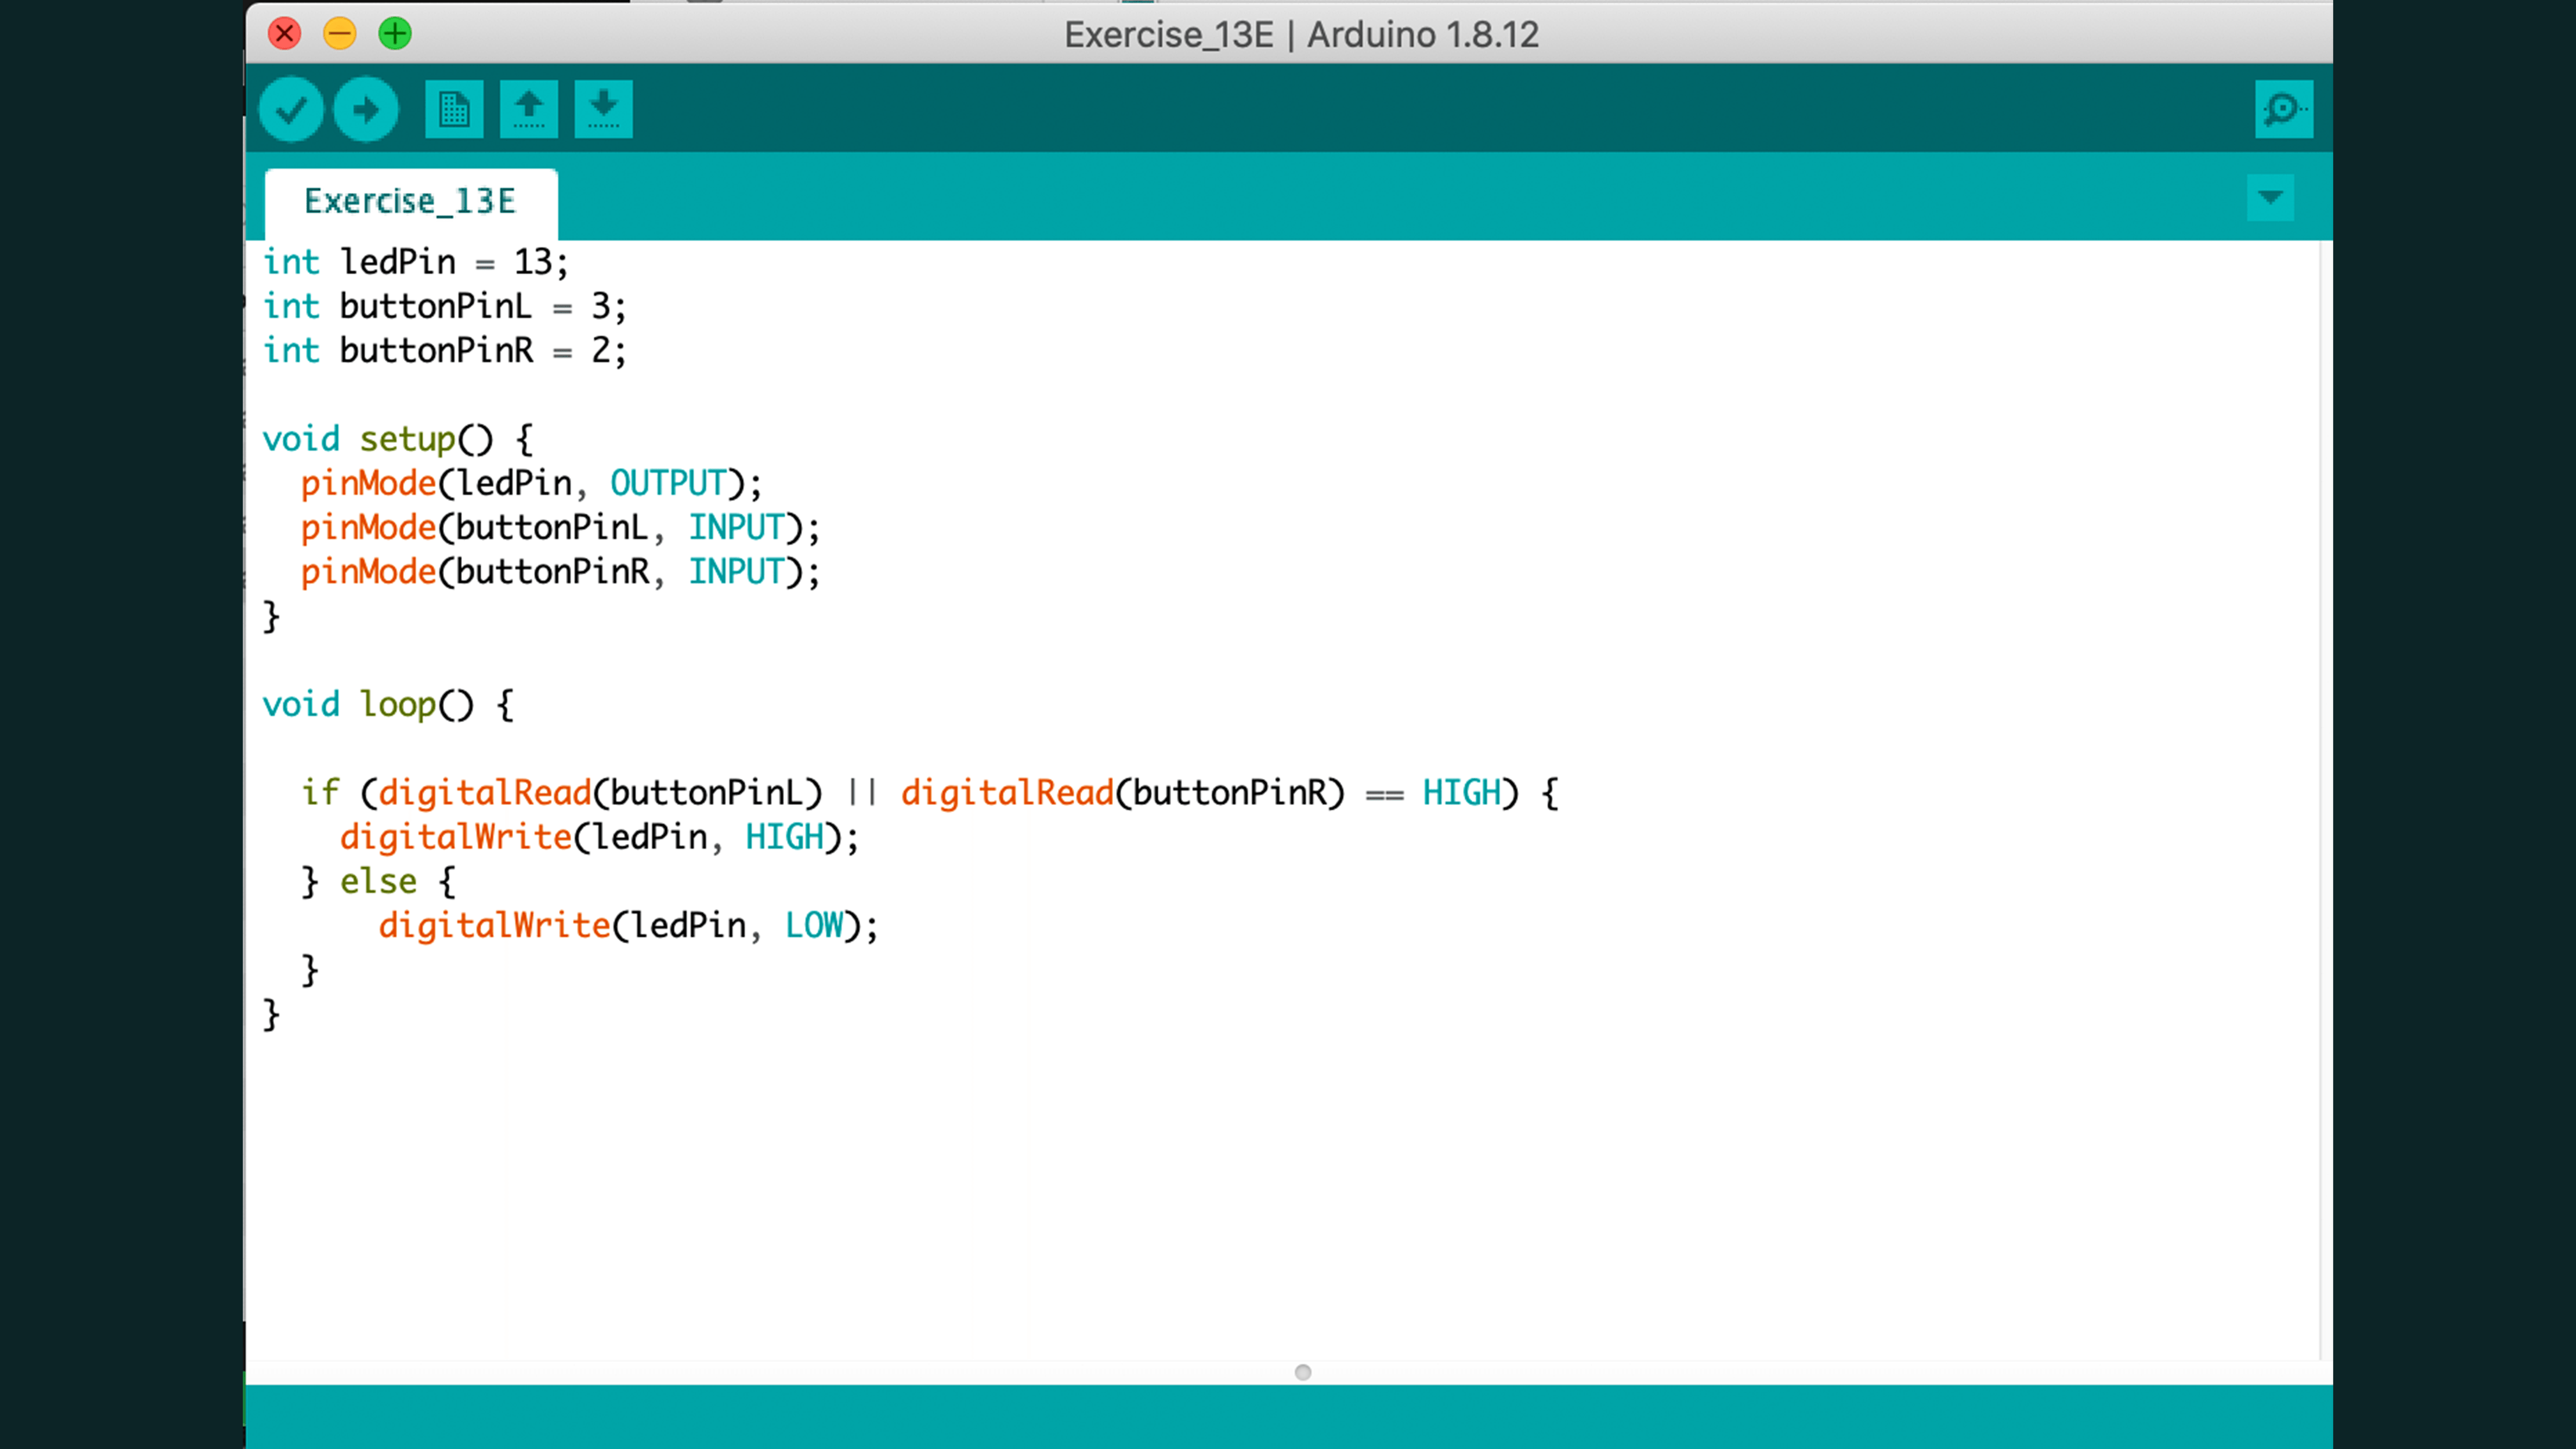 Exercise_13E | Arduino 1.8.12
Exercise_13E
int ledPin = 13;
int buttonPinL = 3;
int buttonPinR = 2;
void setup() {
  pinMode(ledPin, OUTPUT);
  pinMode(buttonPinL, INPUT);
  pinMode(buttonPinR, INPUT);
}
void loop() {
  if (digitalRead(buttonPinL) || digitalRead(buttonPinR) == HIGH) {
    digitalWrite(ledPin, HIGH);
  } else {
      digitalWrite(ledPin, LOW);
  }
}